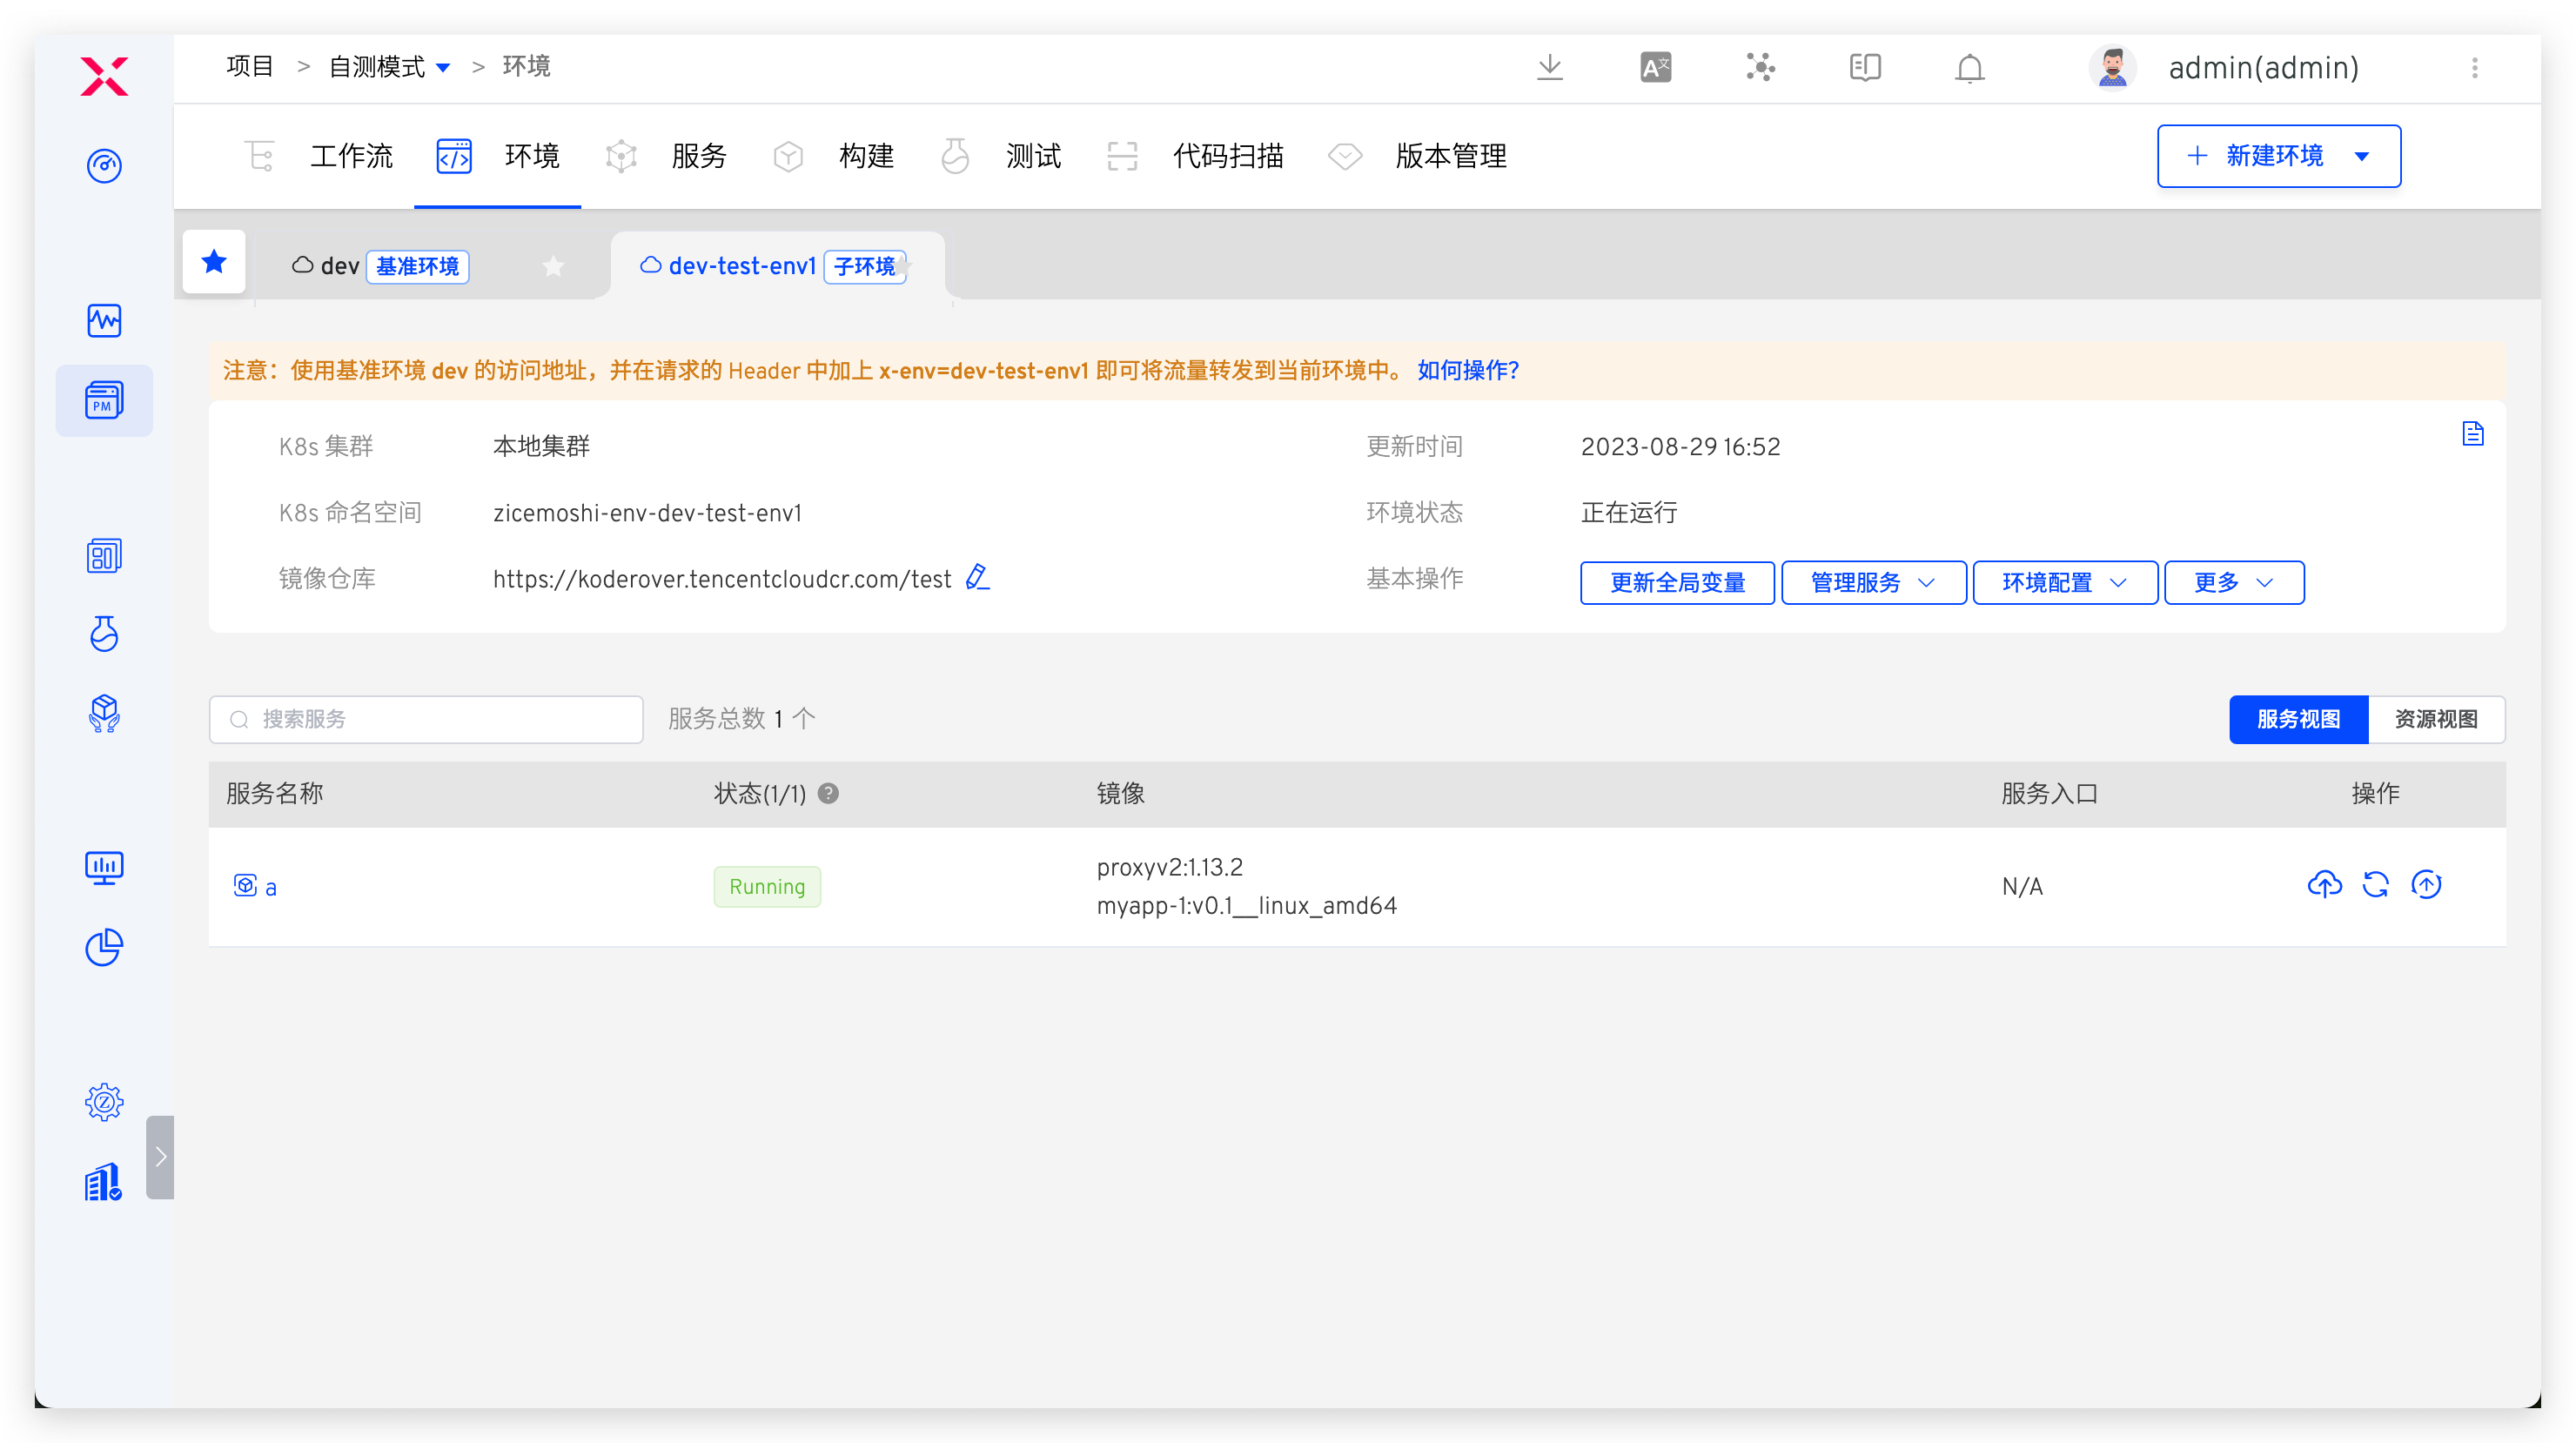 项目 > 自测模式 > 环境
admin(admin)
工作流 环境 服务 构建 测试 代码扫描 版本管理
新建环境
dev 基准环境 dev-test-env1 子环境
注意：使用基准环境 dev 的访问地址，并在请求的 Header 中加上 x-env=dev-test-env1 即可将流量转发到当前环境中。 如何操作？
K8s 集群 本地集群 更新时间 2023-08-29 16:52
PM
K8s 命名空间 zicemoshi-env-dev-test-env1 环境状态 正在运行
镜像仓库 https://koderover.tencentcloudcr.com/test 基本操作 更新全局变量 管理服务 环境配置 更多
搜索服务 服务总数 1 个 服务视图 资源视图
服务名称 状态(1/1) 镜像 服务入口 操作
a Running proxyv2:1.13.2 N/A
myapp-1:v0.1__linux_amd64